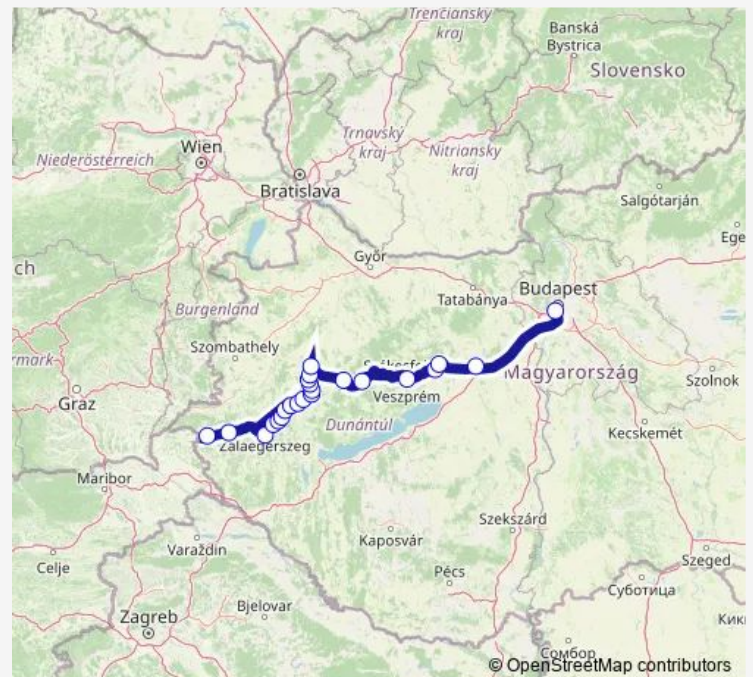 Trenčiansky
kraj
Banská
Bystrica
Slovensko
Wien
Trnavský
kraj
Nitriansky
kraj
Niederösterreich
Bratislava
Salgótarján
Győr
Ege
ch
Budapest
Tatabánya
Burgenland
Szombathely
rmark
Magyarország
Veszprém
Szolnok
Graz
Dunántúl
Zalaegerszeg
Kecskemét
Maribor
Szekszárd
Kaposvár
Varaždin
Celje
Pécs
Szeged
Суботица
Bjelovar
Zagreb
Кики
Сомбор
© OpenStreetMap contributors